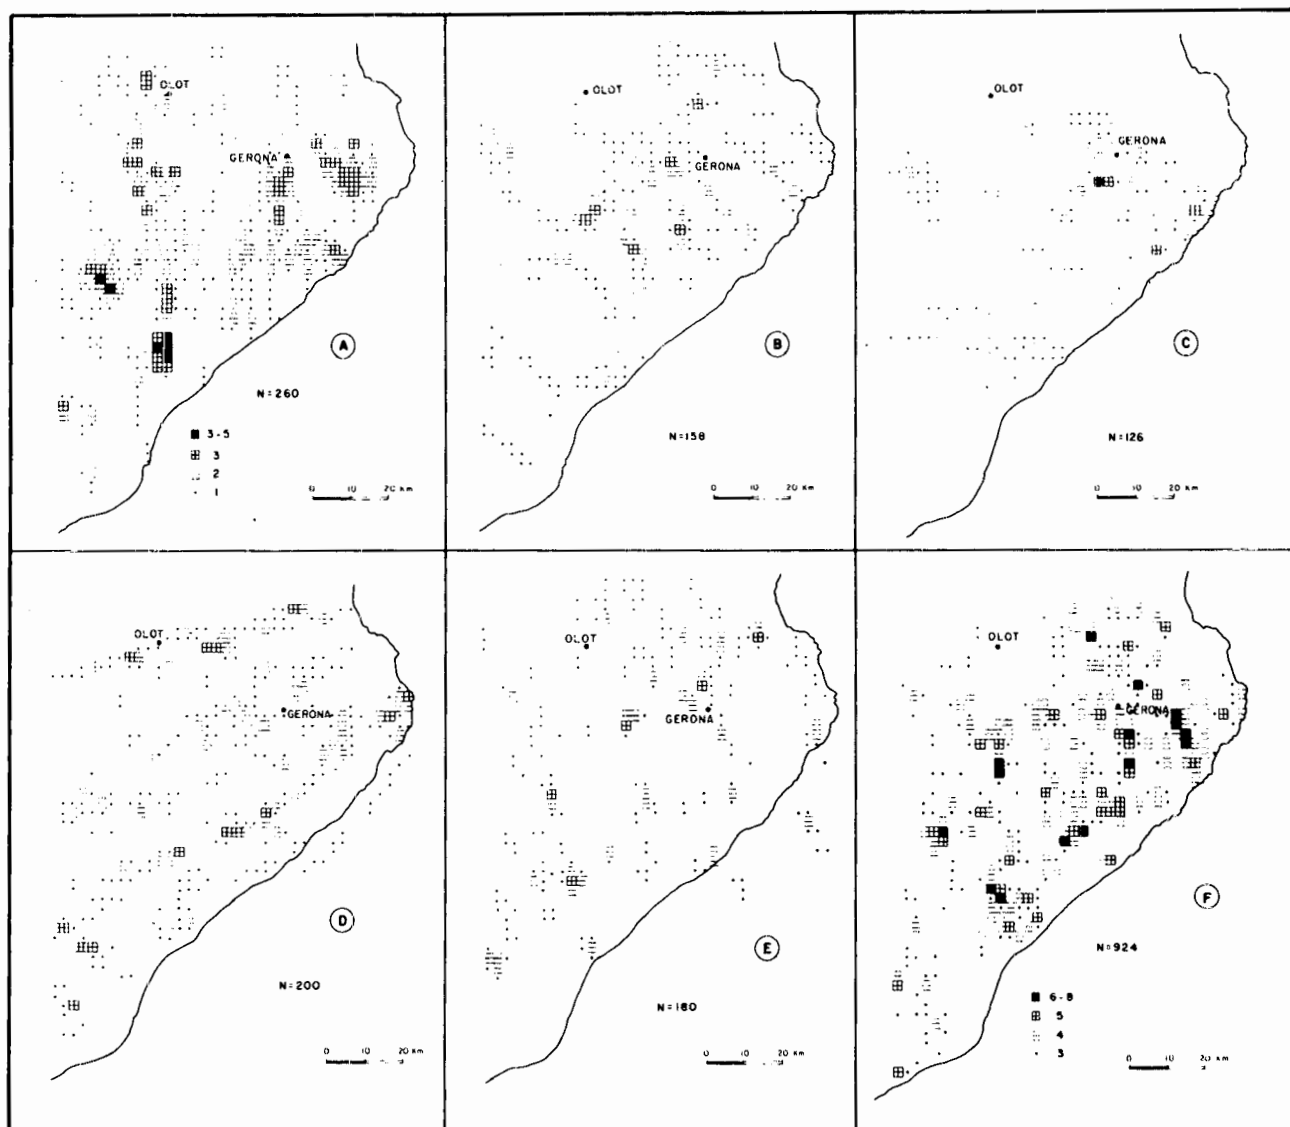 OLOT
GERONA
A
N=260
3-5
3
2
1
0 10 20 Km
OLOT
GERONA
B
N=158
0 10 20 Km
OLOT
GERONA
C
N=126
0 10 20 Km
OLOT
GERONA
D
N=200
0 10 20 Km
OLOT
GERONA
E
N=180
0 10 20 Km
OLOT
GERONA
F
N=924
6-8
5
4
3
0 10 20 Km